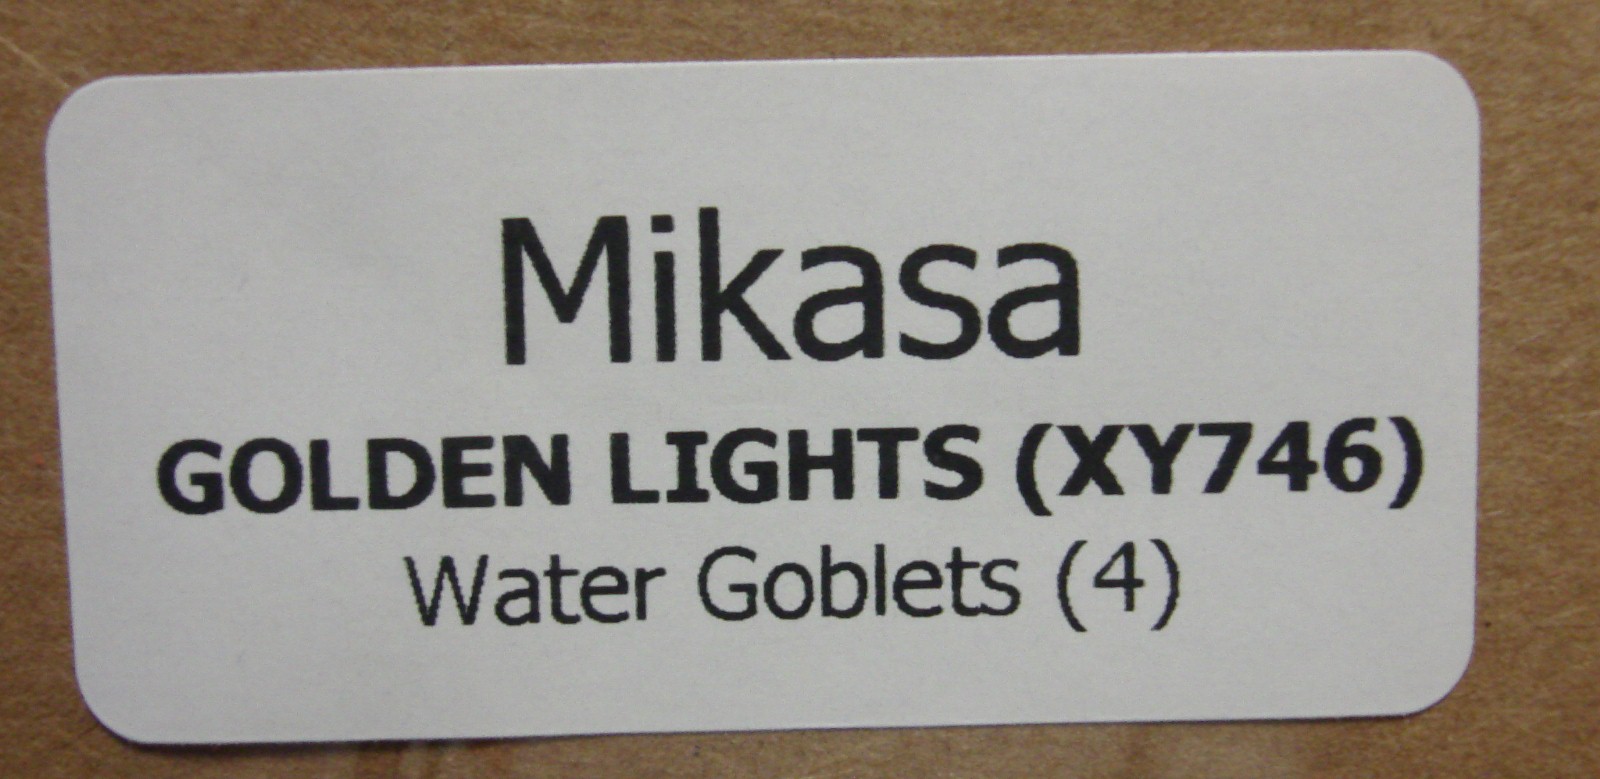 Mikasa
GOLDEN LIGHTS (XY746)
Water Goblets (4)